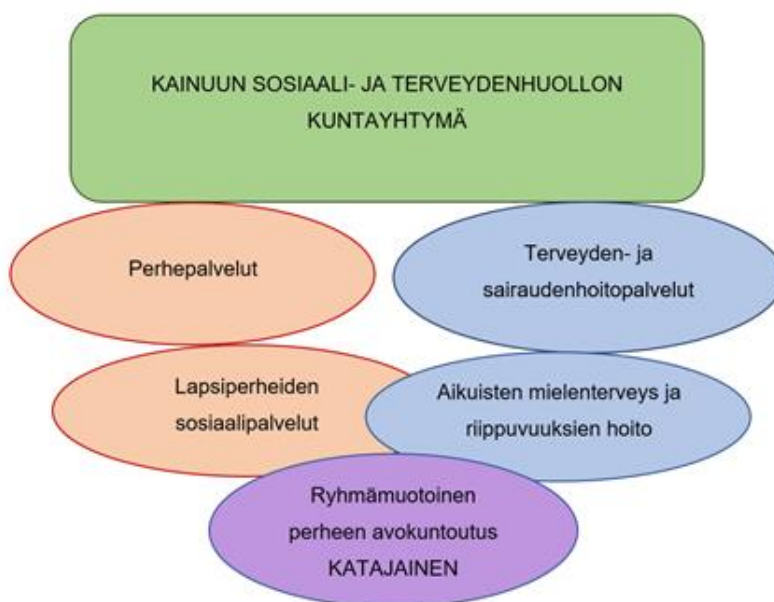 KAINUUN SOSIAALI- JA TERVEYDENHUOLLON
KUNTAYHTYMÄ
Perhepalvelut
Terveyden- ja
sairaudenhoitopalvelut
Lapsiperheiden
sosiaalipalvelut
Aikuisten mielenterveys ja
riippuvuuksien hoito
Ryhmämuotoinen
perheen avokuntoutus
KATAJAINEN